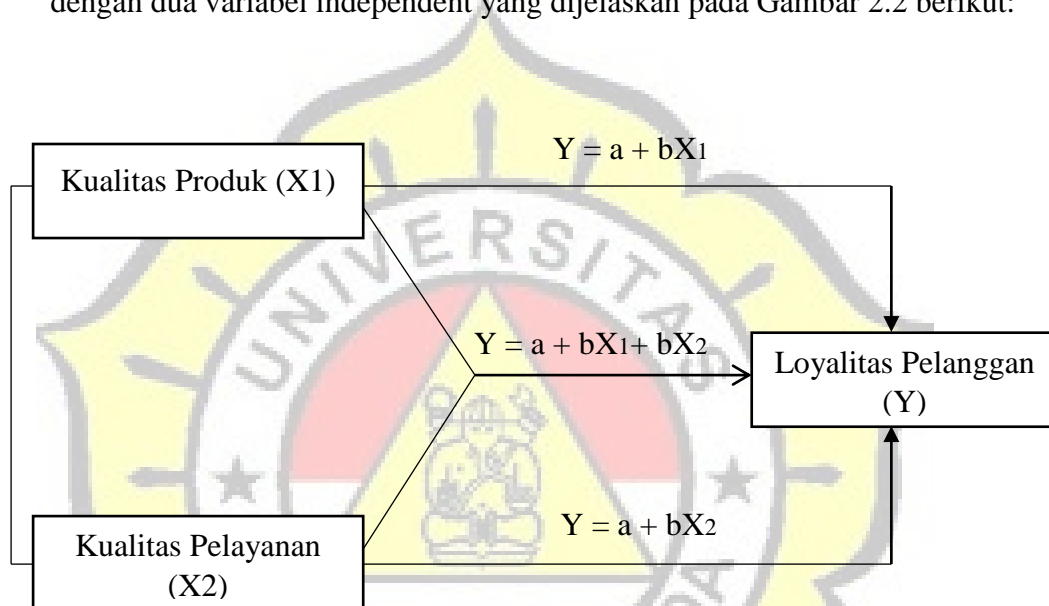 dengan dua variabel independent yang dijelaskan pada Gambar 2.2 berikut:
Y = a + bX1
Kualitas Produk (X1)
UNIVERSITAS
Y = a + bX1+ bX2
Loyalitas Pelanggan
(Y)
Y = a + bX2
Kualitas Pelayanan
(X2)